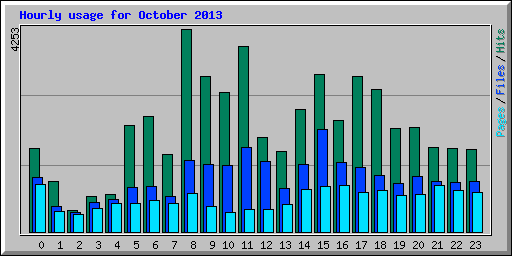 Hourly usage for October 2013
4253
Pages / Files / Hits
0 1 2 3 4 5 6 7 8 9 10 11 12 13 14 15 16 17 18 19 20 21 22 23